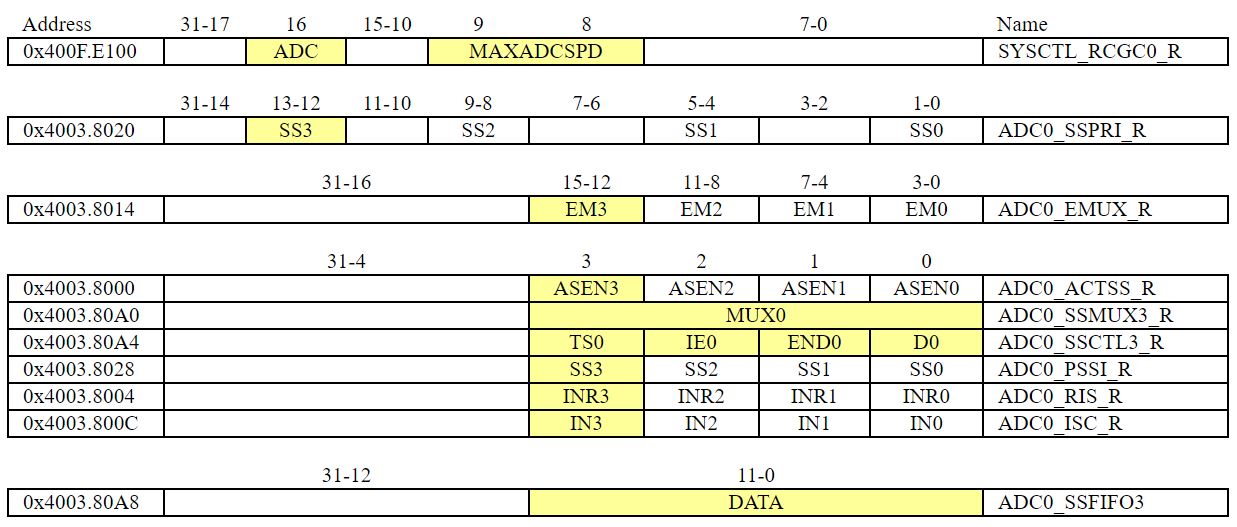 Address 31-17 16 15-10 9 8 7-0 Name
0x400F.E100 ADC MAXADCSPD SYSCTL_RCGC0_R
31-14 13-12 11-10 9-8 7-6 5-4 3-2 1-0
0x4003.8020 SS3 SS2 SS1 SS0 ADC0_SSPRI_R
31-16 15-12 11-8 7-4 3-0
0x4003.8014 EM3 EM2 EM1 EM0 ADC0_EMUX_R
31-4 3 2 1 0
0x4003.8000 ASEN3 ASEN2 ASEN1 ASEN0 ADC0_ACTSS_R
0x4003.80A0 MUX0 ADC0_SSMUX3_R
0x4003.80A4 TS0 IE0 END0 D0 ADC0_SSCTL3_R
0x4003.8028 SS3 SS2 SS1 SS0 ADC0_PSSI_R
0x4003.8004 INR3 INR2 INR1 INR0 ADC0_RIS_R
0x4003.800C IN3 IN2 IN1 IN0 ADC0_ISC_R
31-12 11-0
0x4003.80A8 DATA ADC0_SSFIFO3